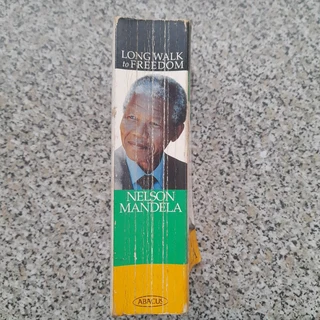 LONG WALK
to FREEDOM
NELSON
MANDELA
ABACUS